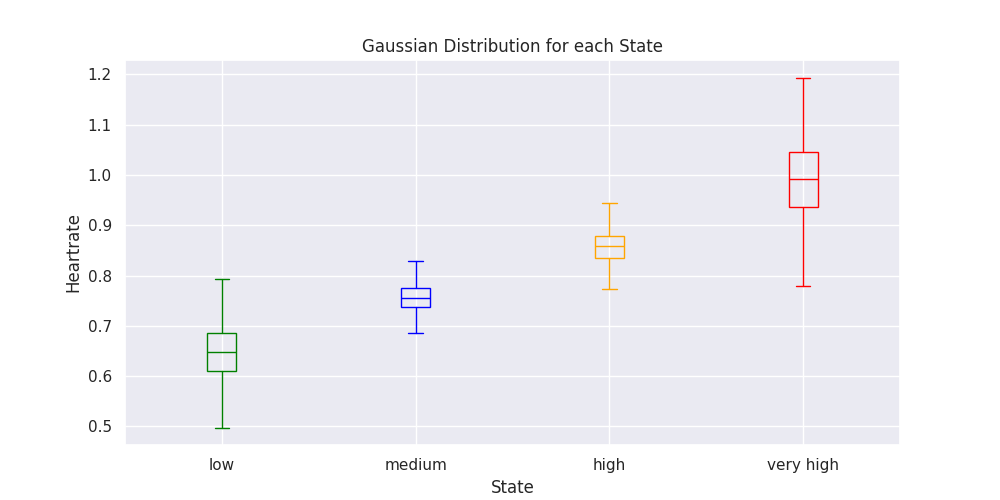 Gaussian Distribution for each State
1.2
1.1
1.0
0.9
0.8
0.7
0.6
0.5
Heartrate
low medium high very high
State